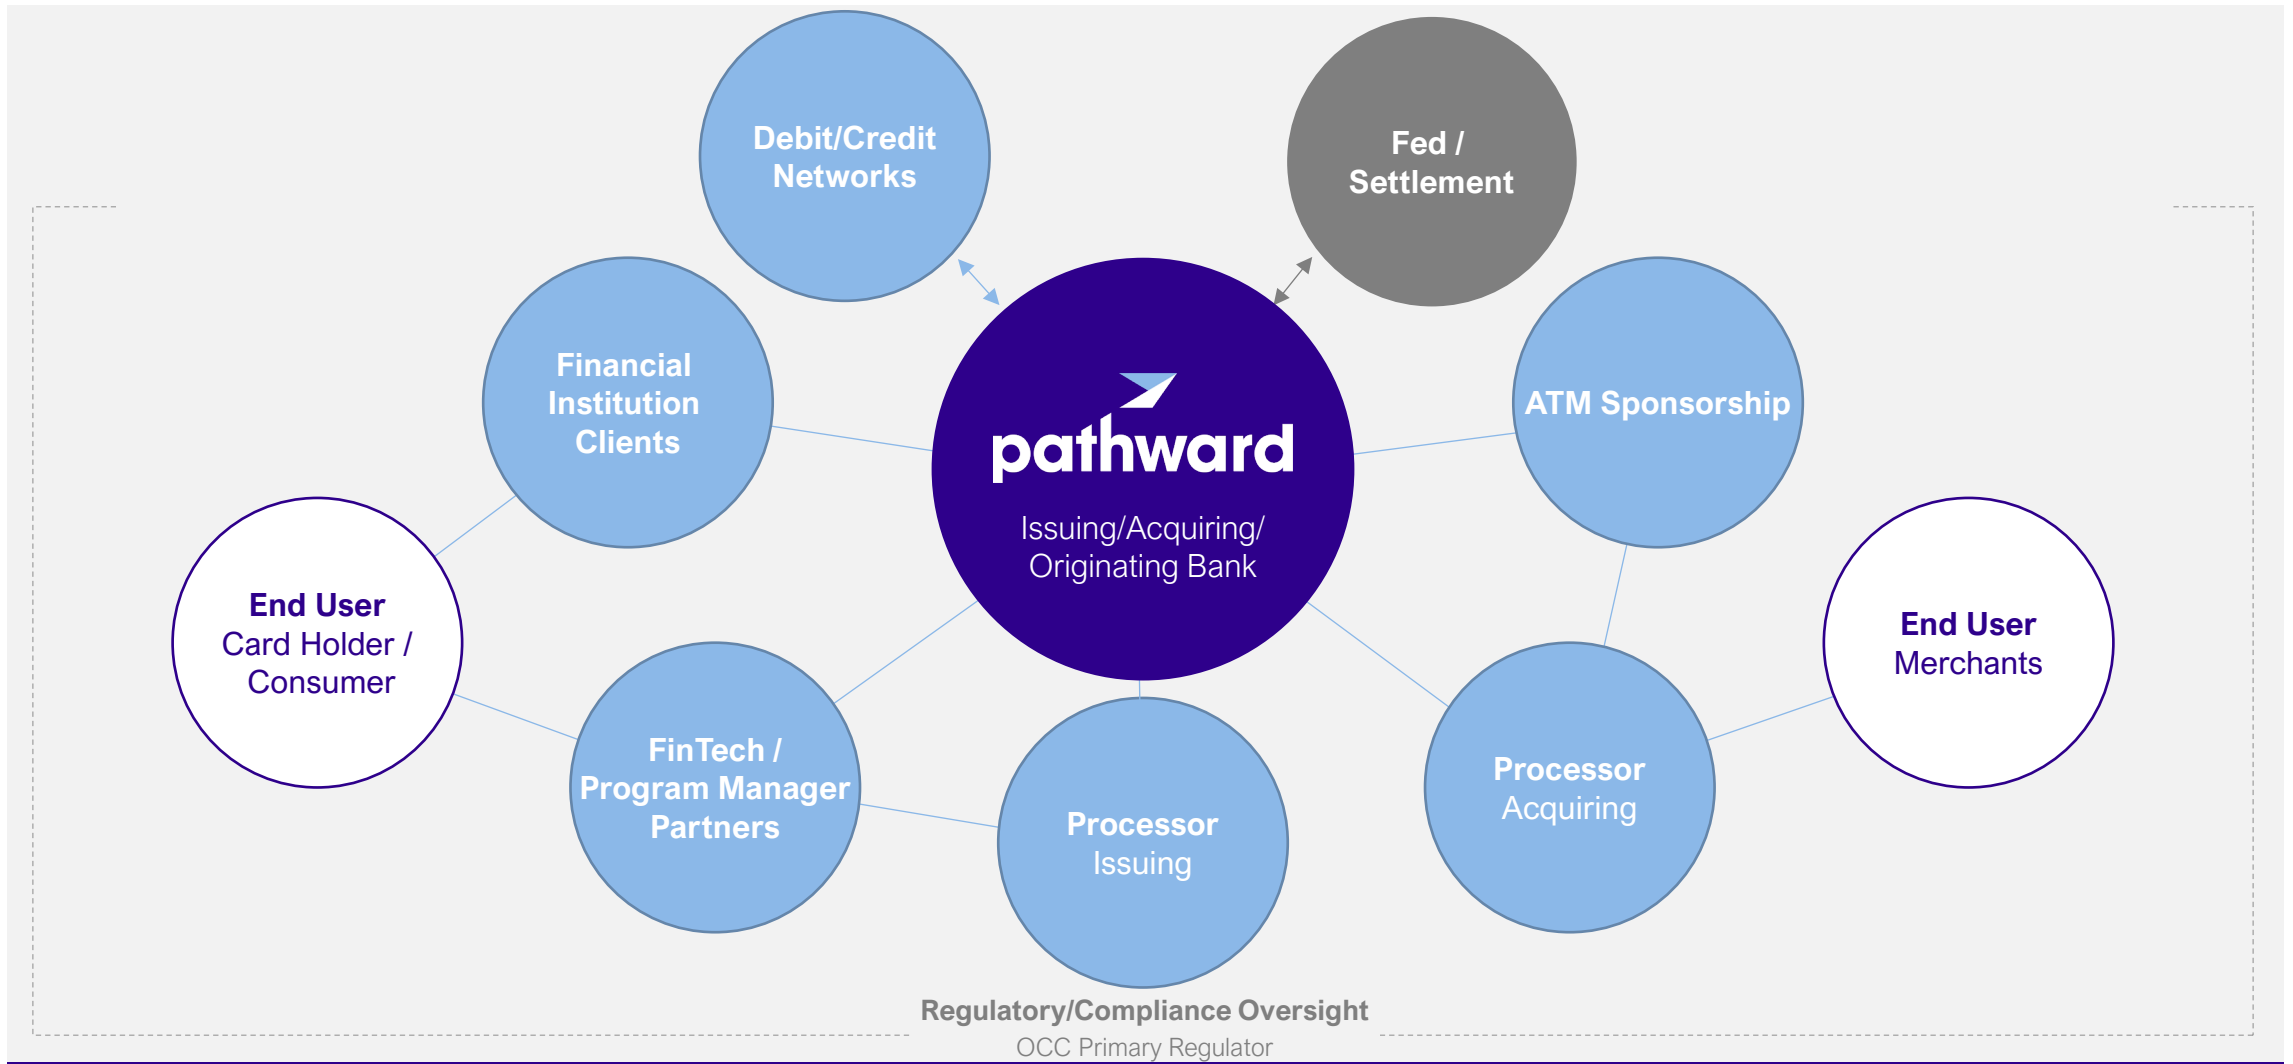 Debit/Credit
Networks
Fed /
Settlement
Financial
Institution
Clients
pathward
Issuing/Acquiring/
Originating Bank
ATM Sponsorship
End User
Card Holder /
Consumer
End User
Merchants
FinTech /
Program Manager
Partners
Processor
Issuing
Processor
Acquiring
Regulatory/Compliance Oversight
OCC Primary Regulator